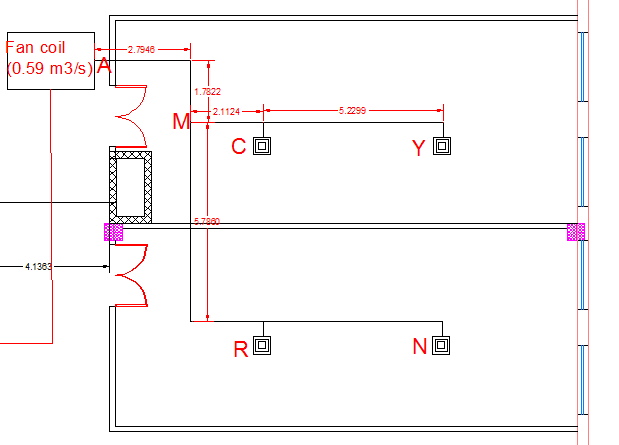 Fan coil
(0.59 m3/s)
A
2.7946
1.7822
M
2.1124
5.2299
C
Y
5.7860
4.1363
R
N